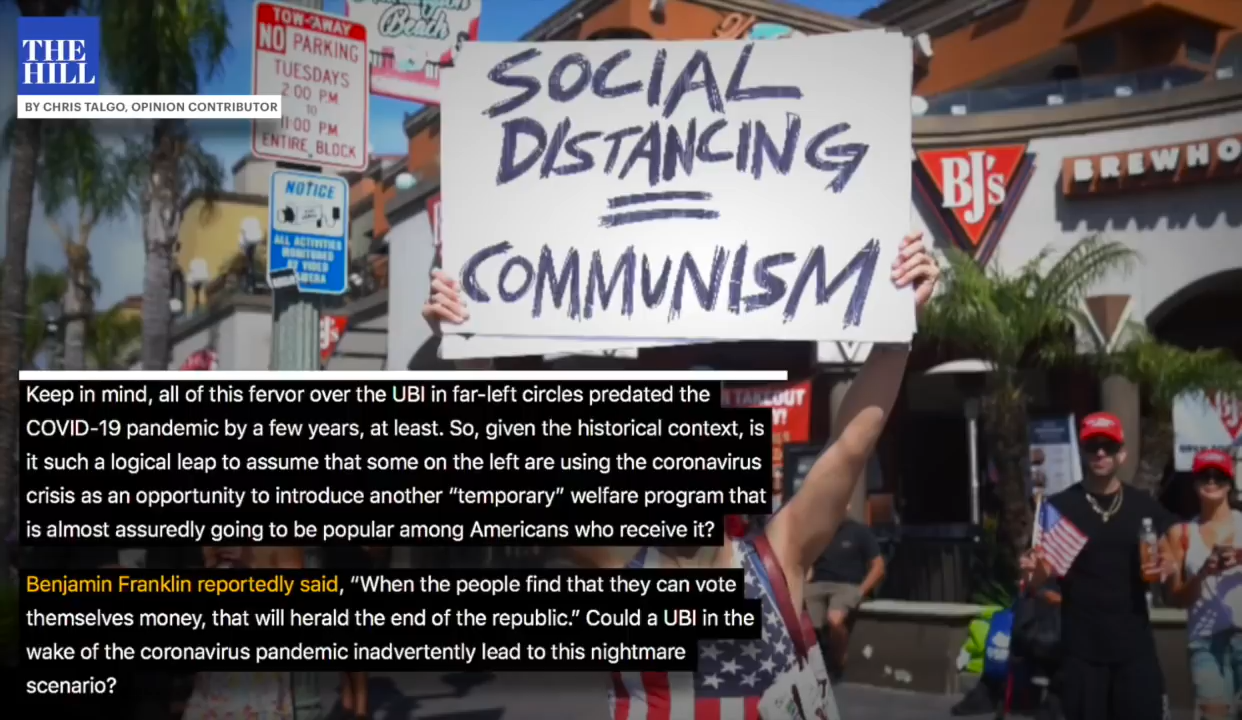 THE
HILL
BY CHRIS TALGO, OPINION CONTRIBUTOR
TOW-AWAY
NO PARKING
TUESDAYS
2:00 PM
TO
11:00 PM
ENTIRE BLOCK
Beach
NOTICE
ALL ACTIVITIES
MONITORED
BY VIDEO
CAMERA
SOCIAL
DISTANCING
=
COMMUNISM
BJ's
BREWHO
TAKEOUT
Keep in mind, all of this fervor over the UBI in far-left circles predated the
COVID-19 pandemic by a few years, at least. So, given the historical context, is
it such a logical leap to assume that some on the left are using the coronavirus
crisis as an opportunity to introduce another “temporary” welfare program that
is almost assuredly going to be popular among Americans who receive it?
Benjamin Franklin reportedly said, “When the people find that they can vote
themselves money, that will herald the end of the republic.” Could a UBI in the
wake of the coronavirus pandemic inadvertently lead to this nightmare
scenario?